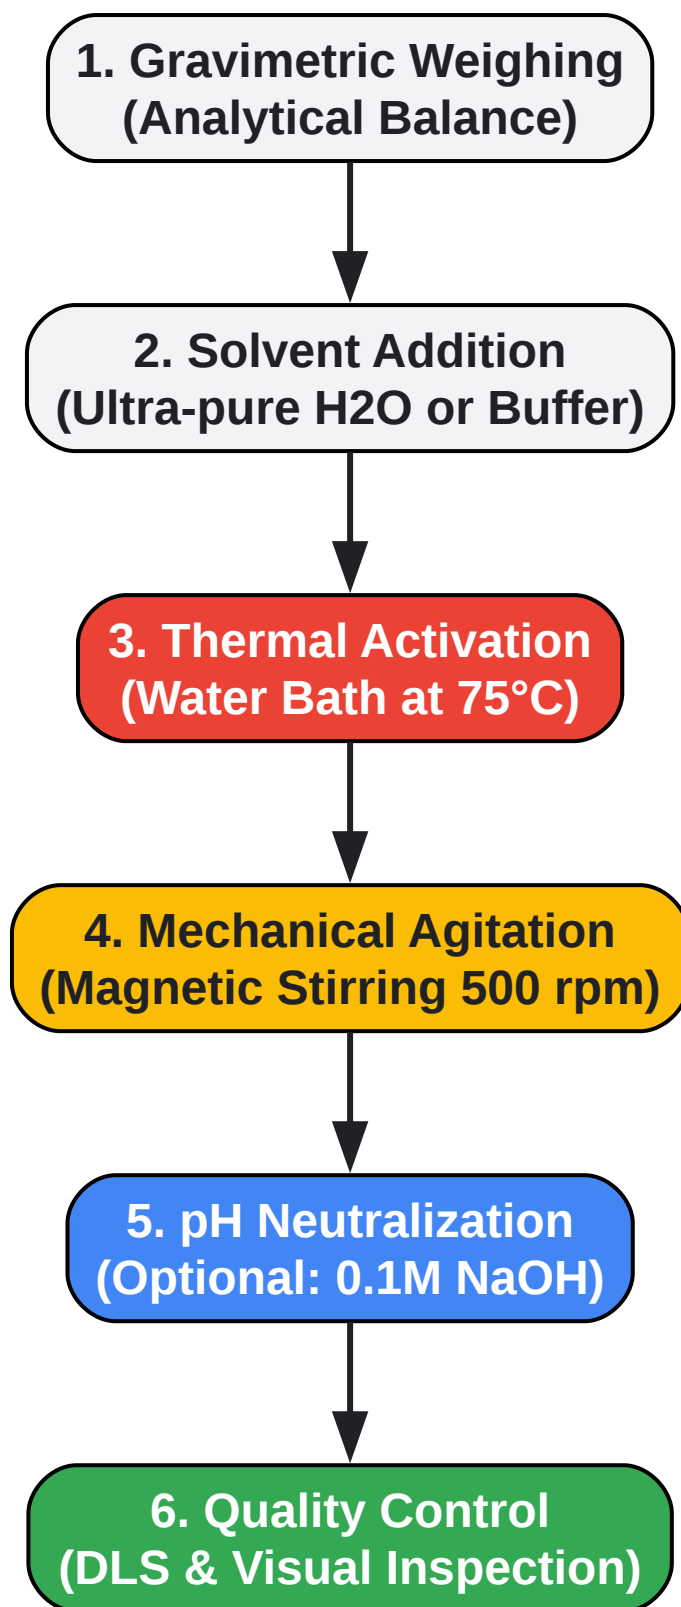 1. Gravimetric Weighing
(Analytical Balance)
2. Solvent Addition
(Ultra-pure H2O or Buffer)
3. Thermal Activation
(Water Bath at 75°C)
4. Mechanical Agitation
(Magnetic Stirring 500 rpm)
5. pH Neutralization
(Optional: 0.1M NaOH)
6. Quality Control
(DLS & Visual Inspection)